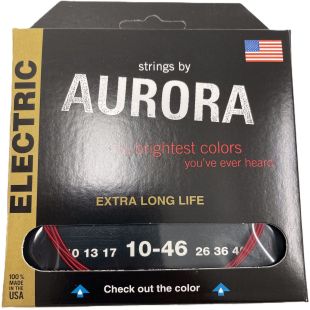 strings by
AURORA
brightest colors
you've ever heard.
ELECTRIC
EXTRA LONG LIFE
13 17 10-46 26 36
100%
MADE
IN THE
USA
Check out the color